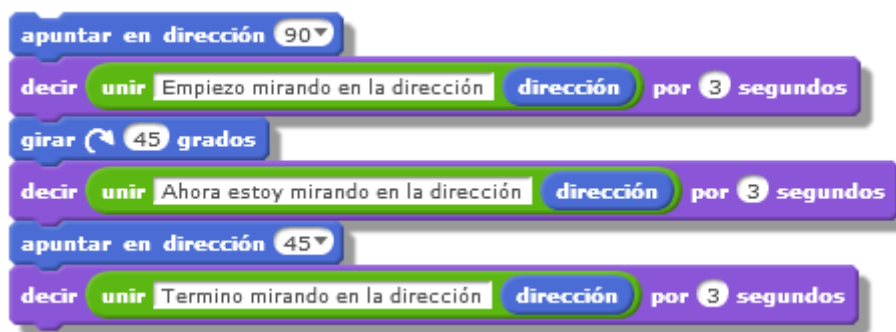 apuntar en dirección 90
decir unir Empiezo mirando en la dirección dirección por 3 segundos
girar 45 grados
decir unir Ahora estoy mirando en la dirección dirección por 3 segundos
apuntar en dirección 45
decir unir Termino mirando en la dirección dirección por 3 segundos